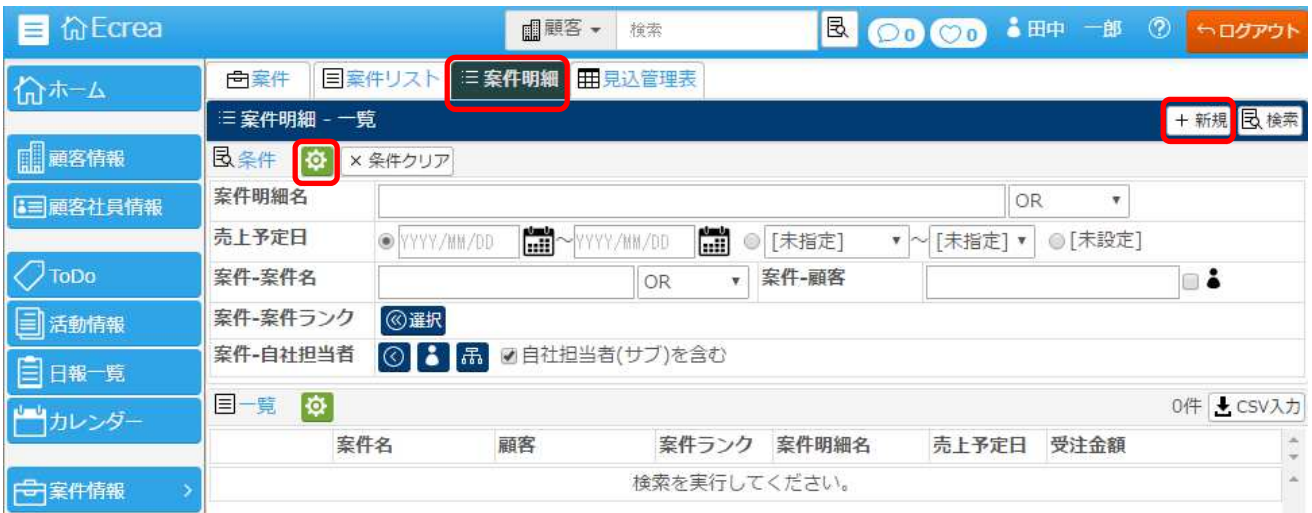 Ecrea 顧客 検索 0 0 田中 一郎 ? ログアウト
ホーム
顧客情報
顧客社員情報
ToDo
活動情報
日報一覧
カレンダー
案件情報 >
案件 案件リスト 案件明細 見込管理表
案件明細 - 一覧 + 新規 検索
条件 × 条件クリア
案件明細名 OR
売上予定日 YYYY/MM/DD ~ YYYY/MM/DD [未指定] ~ [未指定] [未設定]
案件-案件名 OR 案件-顧客
案件-案件ランク 選択
案件-自社担当者 自社担当者(サブ)を含む
一覧 0件 CSV入力
案件名 顧客 案件ランク 案件明細名 売上予定日 受注金額
検索を実行してください。